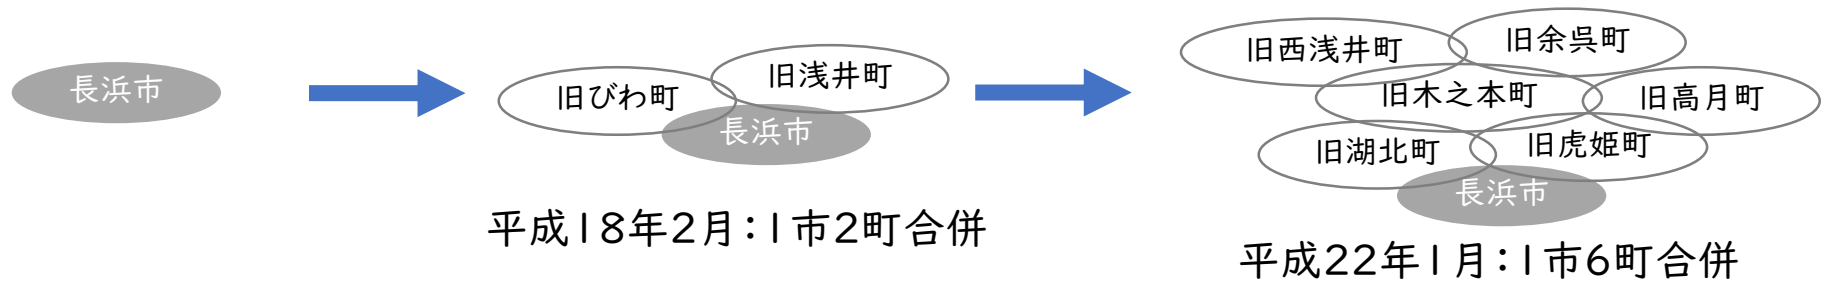 長浜市
旧びわ町
旧浅井町
長浜市
平成18年2月:1市2町合併
旧西浅井町
旧余呉町
旧木之本町
旧高月町
旧湖北町
旧虎姫町
長浜市
平成22年1月:1市6町合併